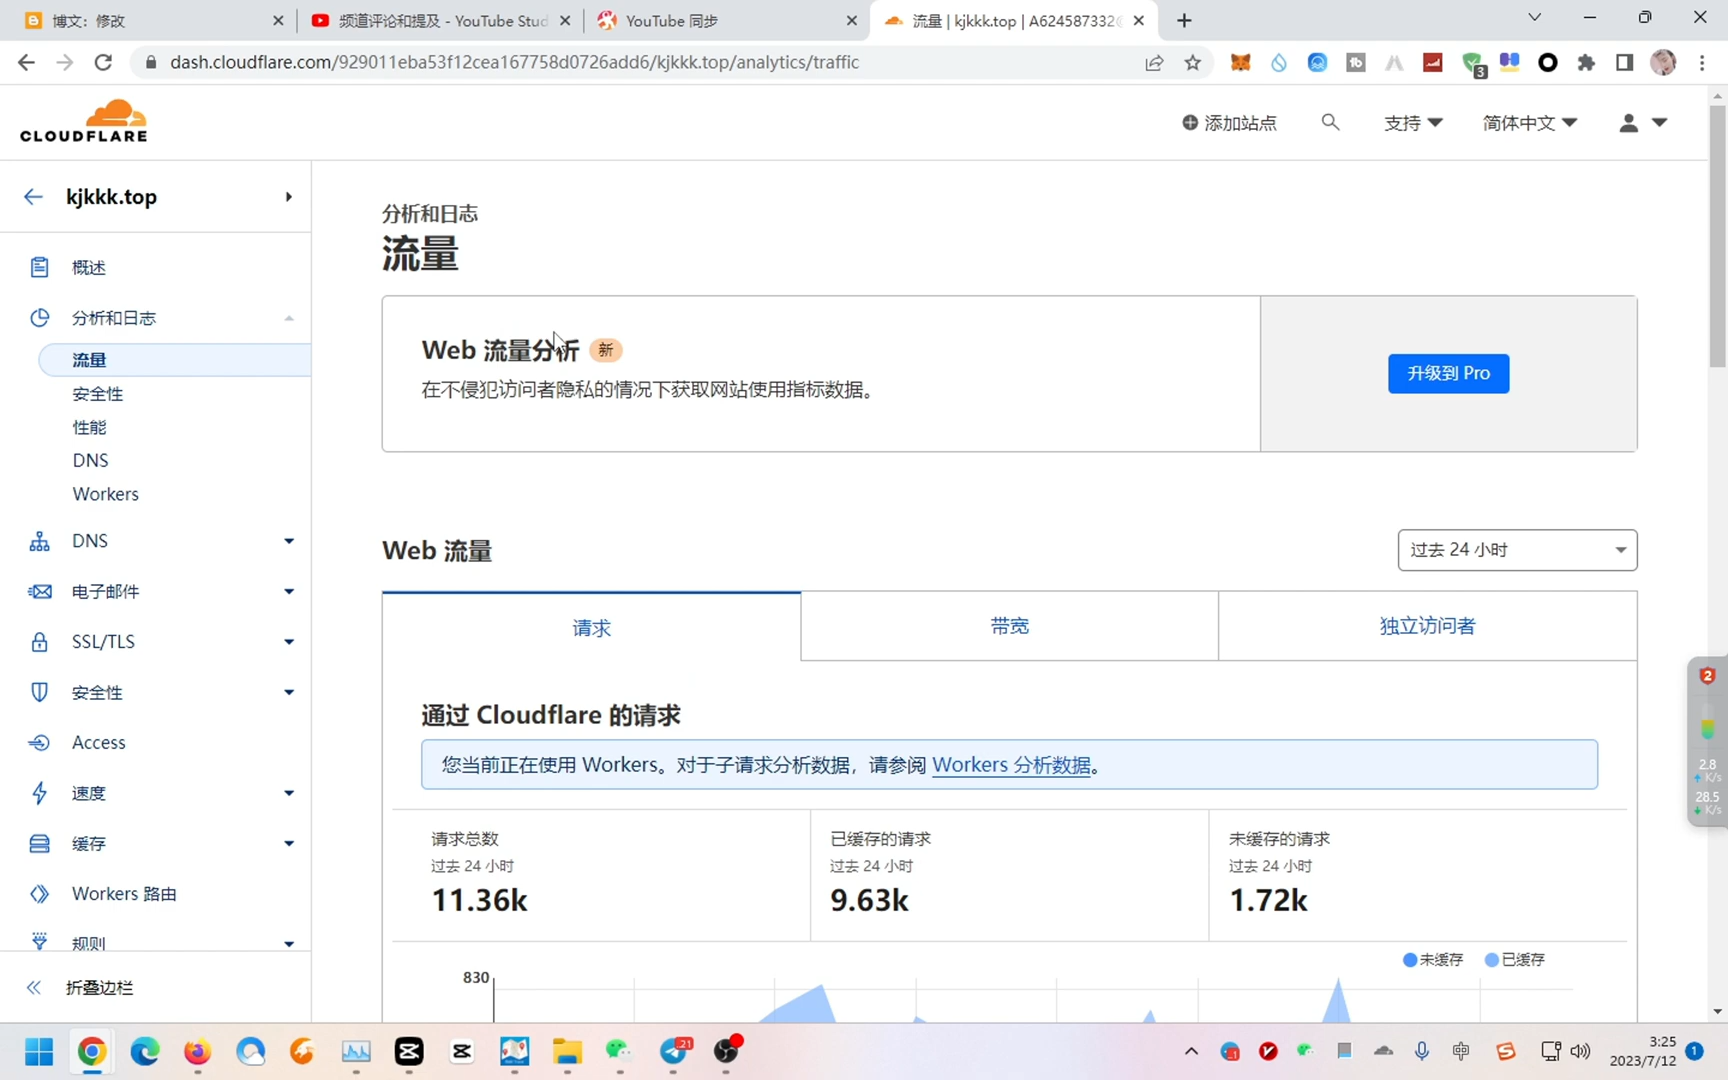 博文：修改
频道评论和提及 - YouTube Stud
YouTube 同步
流量 | kjkkk.top | A624587332@
dash.cloudflare.com/929011eba53f12cea167758d0726add6/kjkkk.top/analytics/traffic
3
CLOUDFLARE
添加站点
支持
简体中文
kjkkk.top
概述
分析和日志
流量
安全性
性能
DNS
Workers
DNS
电子邮件
SSL/TLS
安全性
Access
速度
缓存
Workers 路由
规则
折叠边栏
分析和日志
流量
Web 流量分析
新
在不侵犯访问者隐私的情况下获取网站使用指标数据。
升级到 Pro
Web 流量
过去 24 小时
请求
带宽
独立访问者
通过 Cloudflare 的请求
您当前正在使用 Workers。对于子请求分析数据，请参阅 Workers 分析数据。
请求总数
过去 24 小时
11.36k
已缓存的请求
过去 24 小时
9.63k
未缓存的请求
过去 24 小时
1.72k
未缓存
已缓存
830
2
2.8
K/s
28.5
K/s
21
中
3:25
2023/7/12
1